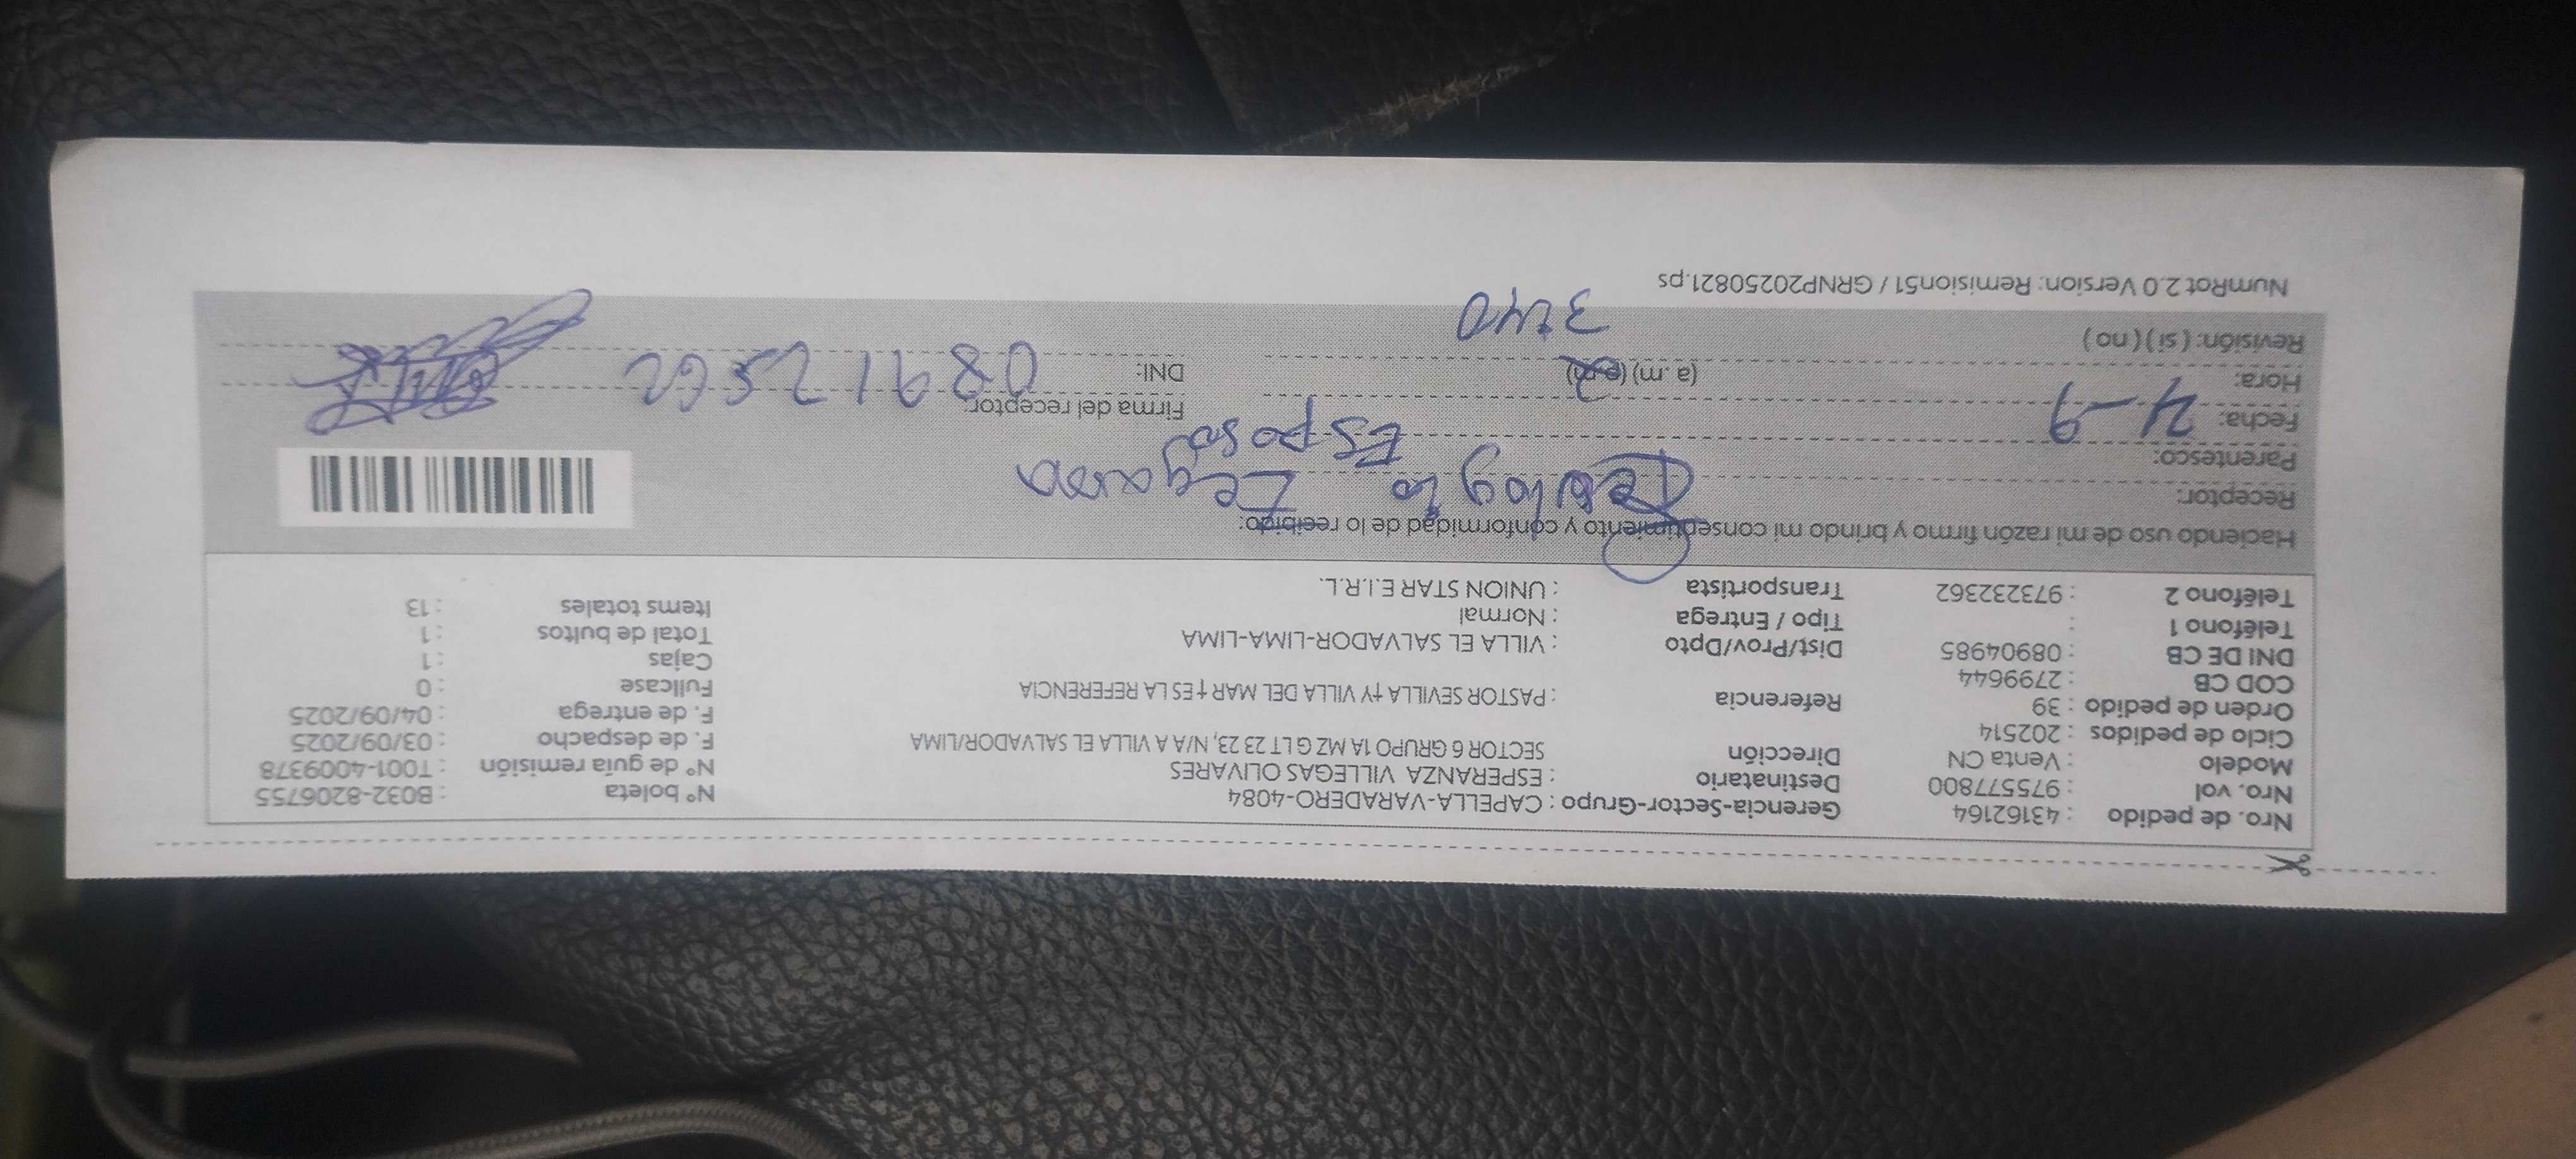 Nro. de pedido : 43162164 Gerencia-Sector-Grupo : CAPELLA-VARADERO-4084 Nº boleta : B032-8206755
Nro. vol : 975577800 Destinatario : ESPERANZA VILLEGAS OLIVARES Nº de guía remisión : T001-4009378
Modelo : Venta CN Dirección SECTOR 6 GRUPO 1A MZ G LT 23 23, N/A A VILLA EL SALVADOR/LIMA F. de despacho : 03/09/2025
Ciclo de pedidos : 202514 F. de entrega : 04/09/2025
Orden de pedido : 39 Referencia : PASTOR SEVILLA †Y VILLA DEL MAR † ES LA REFERENCIA Fullcase : 0
COD CB : 2799644 Cajas : 1
DNI DE CB : 08904985 Dist/Prov/Dpto : VILLA EL SALVADOR-LIMA-LIMA Total de bultos : 1
Teléfono 1 : Tipo / Entrega : Normal Items totales : 13
Teléfono 2 : 973232362 Transportista : UNION STAR E.I.R.L.
Haciendo uso de mi razón firmo y brindo mi consentimiento y conformidad de lo recibido:
Receptor:
Parentesco: Esposo
Fecha: 4-9 Firma del receptor:
Hora: (a.m) (p.m) DNI: 08912562
3:40
Revisión: ( si ) ( no )
NumRot 2.0 Version: Remision51 / GRNP20250821.ps